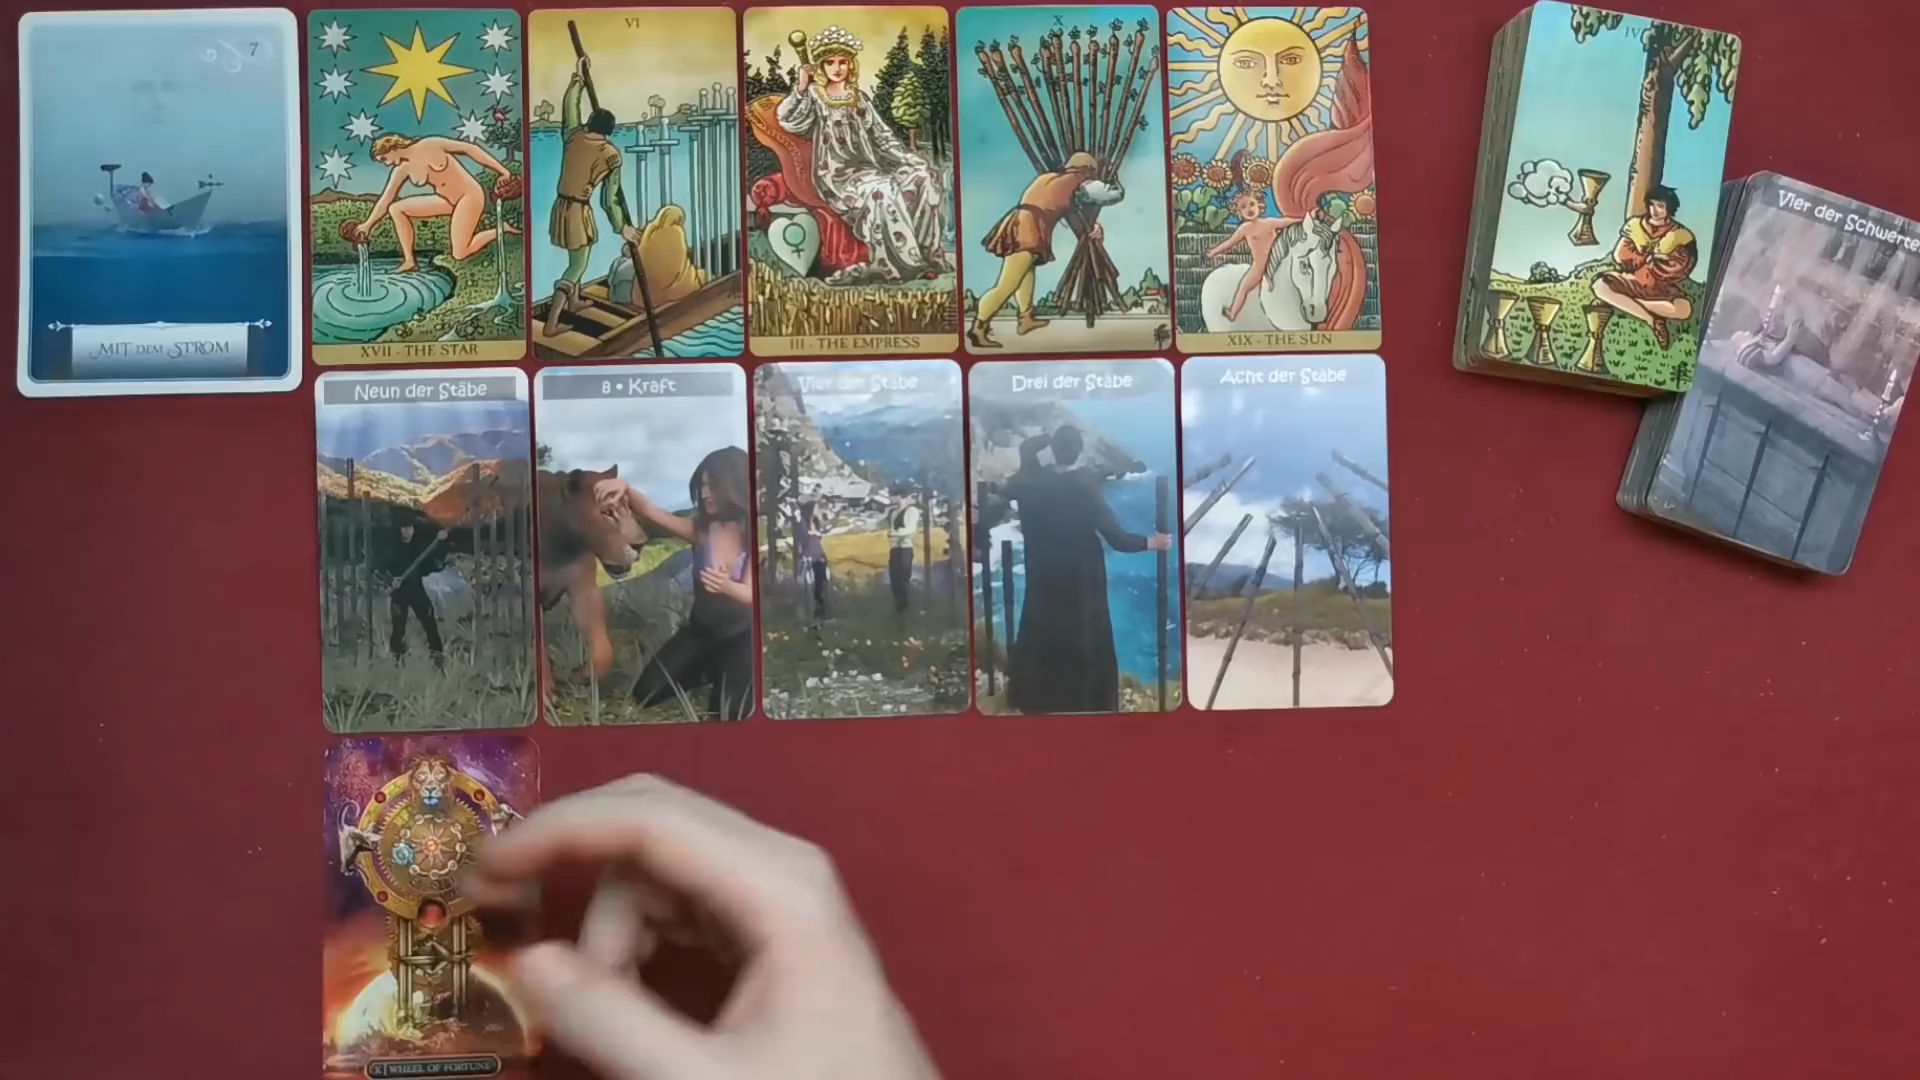 7
MIT DEM STROM
XVII - THE STAR
VI
III - THE EMPRESS
X
XIX - THE SUN
IV
Vier der Schwerter
Neun der Stäbe
8 • Kraft
Vier der Stäbe
Drei der Stäbe
Acht der Stäbe
X | WHEEL OF FORTUNE